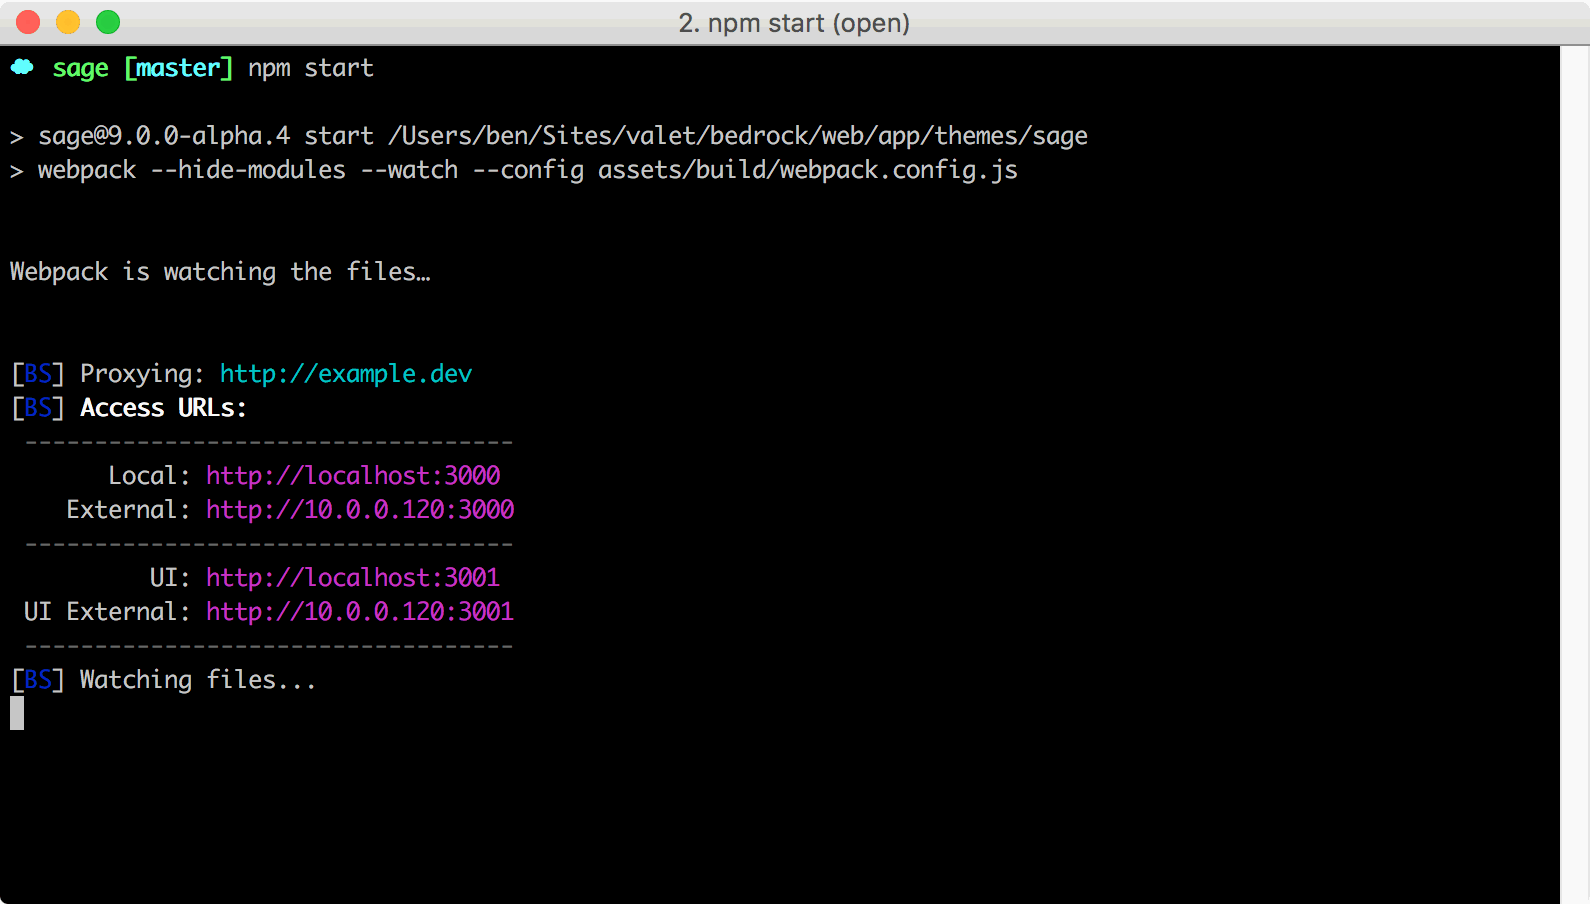 2. npm start (open)
sage [master] npm start
> sage@9.0.0-alpha.4 start /Users/ben/Sites/valet/bedrock/web/app/themes/sage
> webpack --hide-modules --watch --config assets/build/webpack.config.js
Webpack is watching the files…
[BS] Proxying: http://example.dev
[BS] Access URLs:
-----------------------------------
Local: http://localhost:3000
External: http://10.0.0.120:3000
-----------------------------------
UI: http://localhost:3001
UI External: http://10.0.0.120:3001
-----------------------------------
[BS] Watching files...